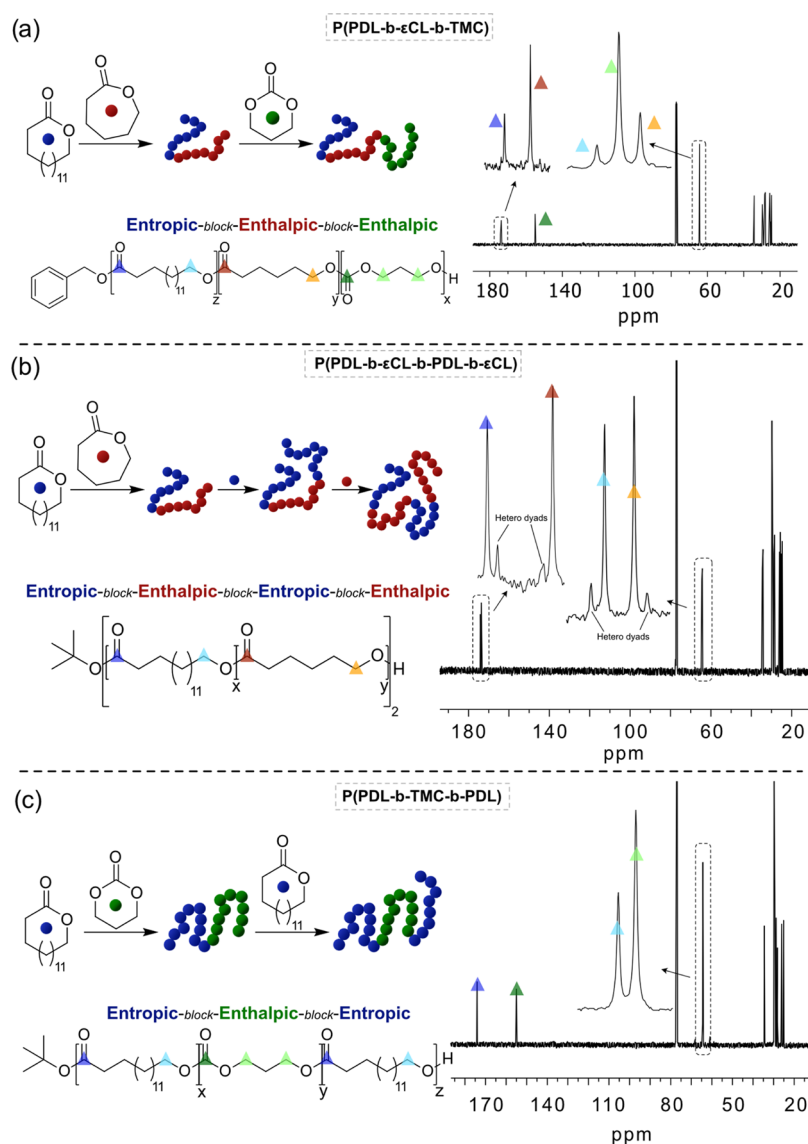 (a)
P(PDL-b-εCL-b-TMC)
O
O
O
O O
11
Entropic-block-Enthalpic-block-Enthalpic
O O
O O O O O H
11 z y O x
180 140 100 60 20
ppm
(b)
P(PDL-b-εCL-b-PDL-b-εCL)
O
O
O
O
11
Hetero dyads
Hetero dyads
Entropic-block-Enthalpic-block-Entropic-block-Enthalpic
O O
O O O H
11 x y 2
180 140 100 60 20
ppm
(c)
P(PDL-b-TMC-b-PDL)
O
O
O
O O
O
O
11
11
Entropic-block-Enthalpic-block-Entropic
O O O
O O O O O H
11 x y 11 z
170 140 100 80 50 20
ppm